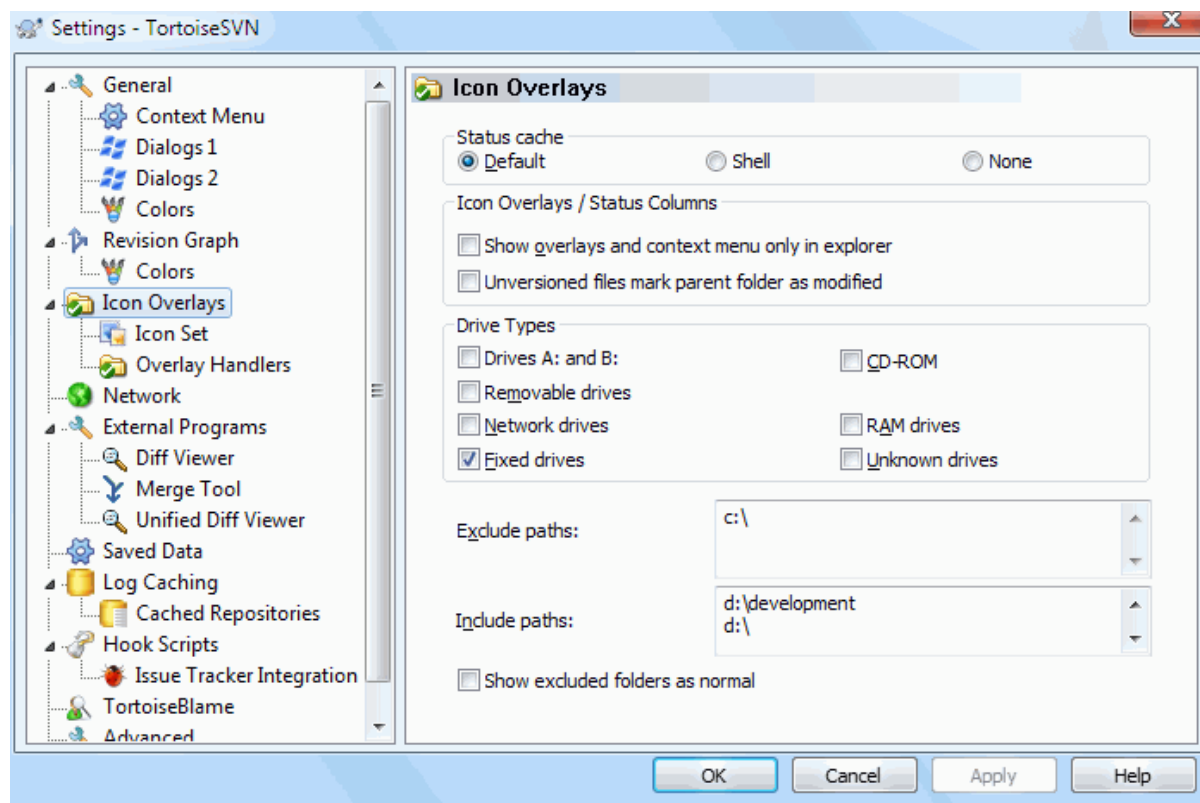 Settings - TortoiseSVN
General
Context Menu
Dialogs 1
Dialogs 2
Colors
Revision Graph
Colors
Icon Overlays
Icon Set
Overlay Handlers
Network
External Programs
Diff Viewer
Merge Tool
Unified Diff Viewer
Saved Data
Log Caching
Cached Repositories
Hook Scripts
Issue Tracker Integration
TortoiseBlame
Advanced
Icon Overlays
Status cache
Default Shell None
Icon Overlays / Status Columns
Show overlays and context menu only in explorer
Unversioned files mark parent folder as modified
Drive Types
Drives A: and B: CD-ROM
Removable drives
Network drives RAM drives
Fixed drives Unknown drives
Exclude paths: c:\
Include paths: d:\development
d:\
Show excluded folders as normal
OK Cancel Apply Help